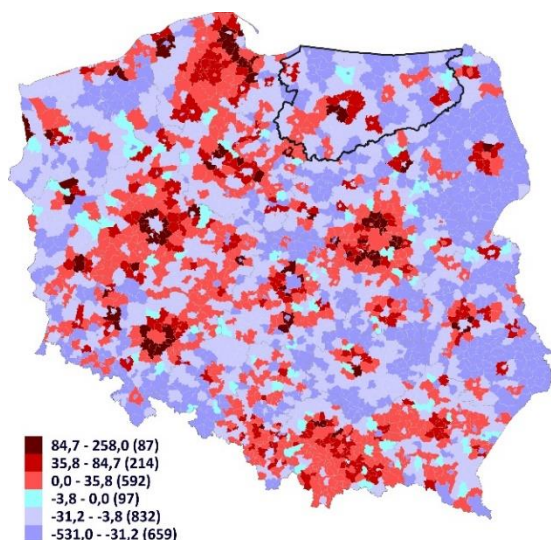 84,7 - 258,0 (87)
35,8 - 84,7 (214)
0,0 - 35,8 (592)
-3,8 - 0,0 (97)
-31,2 - -3,8 (832)
-531,0 - -31,2 (659)